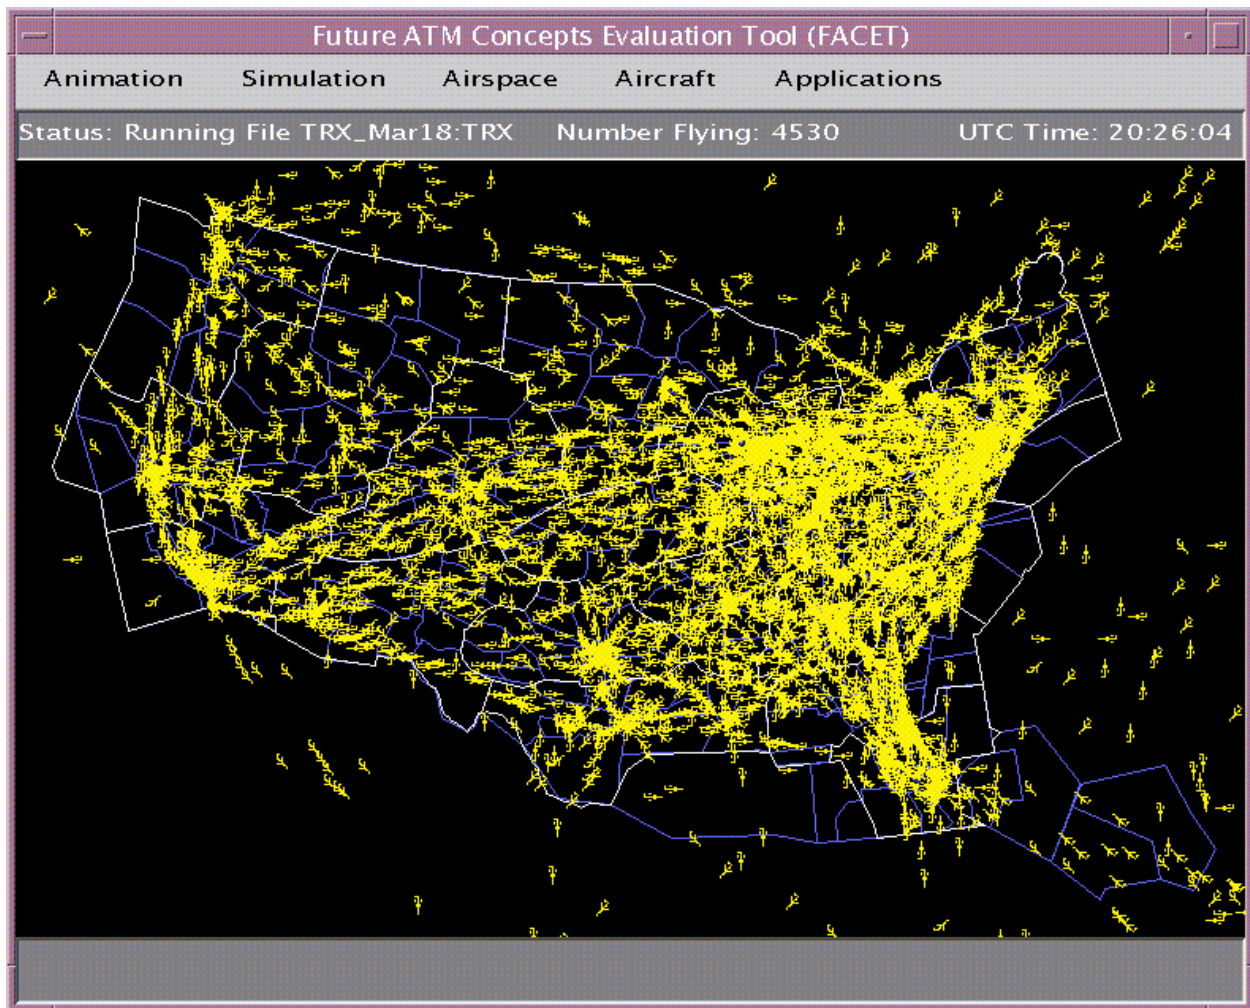 Future ATM Concepts Evaluation Tool (FACET)
Animation Simulation Airspace Aircraft Applications
Status: Running File TRX_Mar18:TRX Number Flying: 4530 UTC Time: 20:26:04